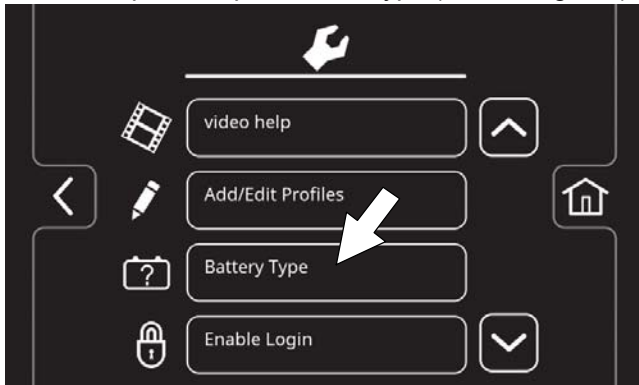 video help
Add/Edit Profiles
Battery Type
?
Enable Login